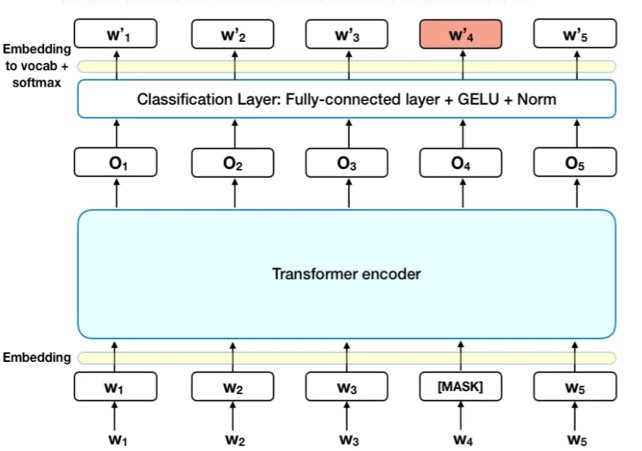 w'₁ w'₂ w'₃ w'₄ w'₅
Embedding
to vocab +
softmax
Classification Layer: Fully-connected layer + GELU + Norm
O₁ O₂ O₃ O₄ O₅
Transformer encoder
Embedding
W₁ W₂ W₃ [MASK] W₅
W₁ W₂ W₃ W₄ W₅